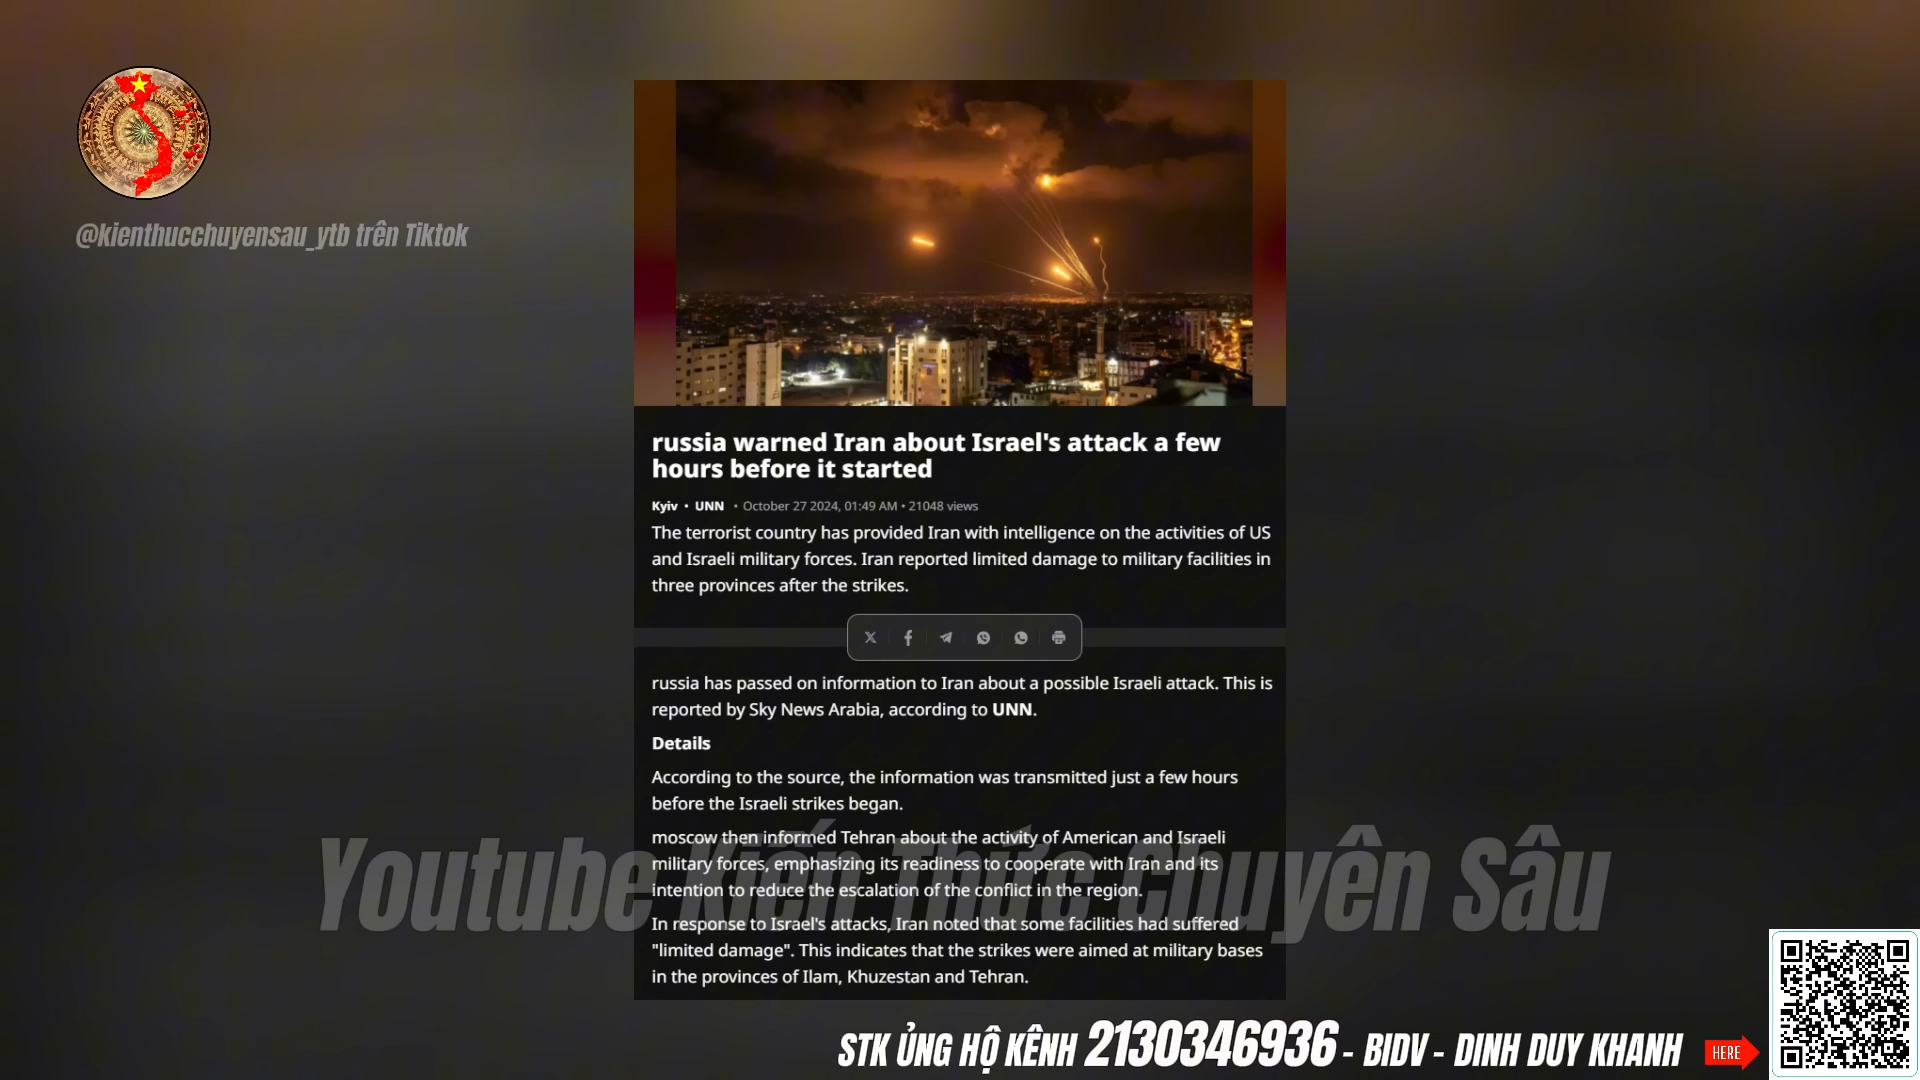 @kienthucchuyensau_ytb trên Tiktok
russia warned Iran about Israel's attack a few
hours before it started
Kyiv • UNN • October 27 2024, 01:49 AM • 21048 views
The terrorist country has provided Iran with intelligence on the activities of US
and Israeli military forces. Iran reported limited damage to military facilities in
three provinces after the strikes.
russia has passed on information to Iran about a possible Israeli attack. This is
reported by Sky News Arabia, according to UNN.
Details
According to the source, the information was transmitted just a few hours
before the Israeli strikes began.
moscow then informed Tehran about the activity of American and Israeli
military forces, emphasizing its readiness to cooperate with Iran and its
intention to reduce the escalation of the conflict in the region.
In response to Israel's attacks, Iran noted that some facilities had suffered
"limited damage". This indicates that the strikes were aimed at military bases
in the provinces of Ilam, Khuzestan and Tehran.
Youtube Kiến Thức Chuyên Sâu
STK ỦNG HỘ KÊNH 2130346936 - BIDV - DINH DUY KHANH
HERE